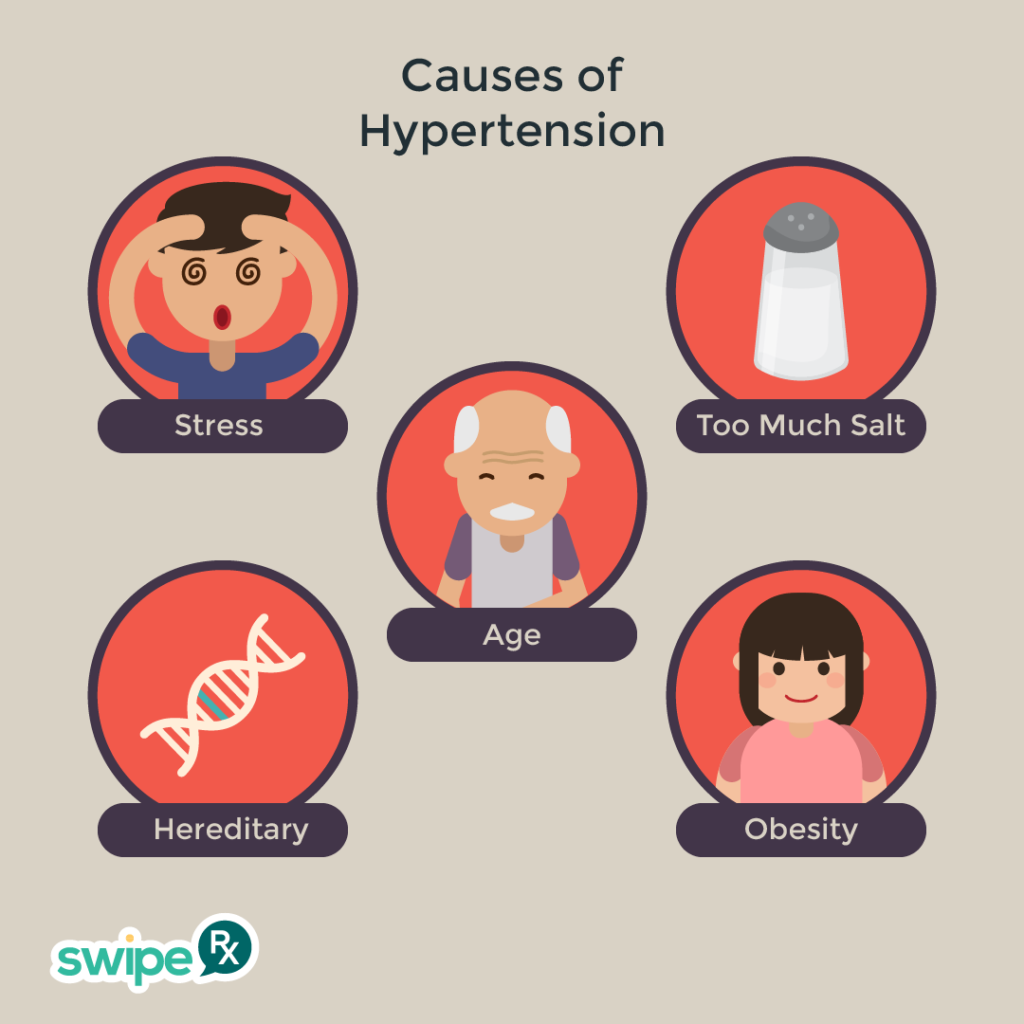 Causes of
Hypertension
Stress
Too Much Salt
Age
Hereditary
Obesity
swipe Rx